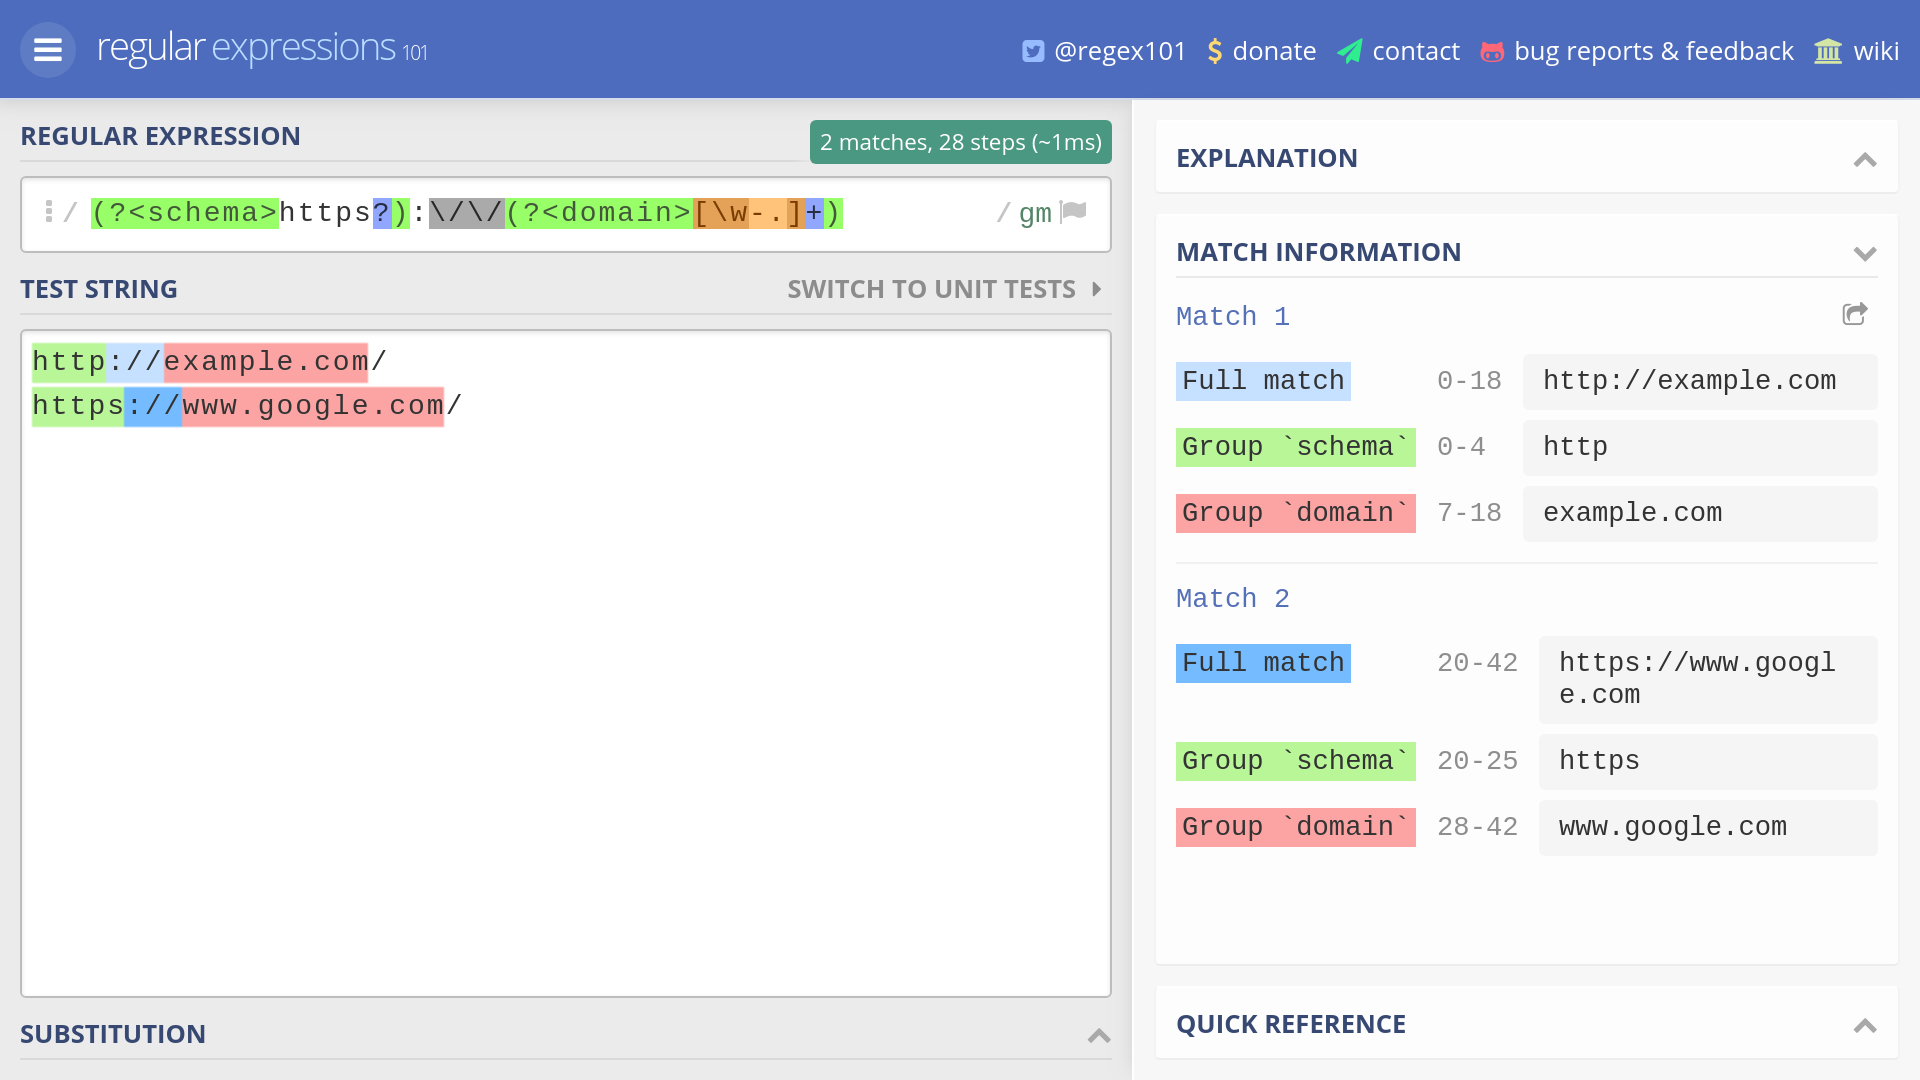 regular expressions 101
@regex101 donate contact bug reports & feedback wiki
REGULAR EXPRESSION
2 matches, 28 steps (~1ms)
/ (?<schema>https?):\/\/(?<domain>[\w-.]+) / gm
TEST STRING
SWITCH TO UNIT TESTS
http://example.com/
https://www.google.com/
SUBSTITUTION
EXPLANATION
MATCH INFORMATION
Match 1
Full match 0-18 http://example.com
Group `schema` 0-4 http
Group `domain` 7-18 example.com
Match 2
Full match 20-42 https://www.googl
e.com
Group `schema` 20-25 https
Group `domain` 28-42 www.google.com
QUICK REFERENCE